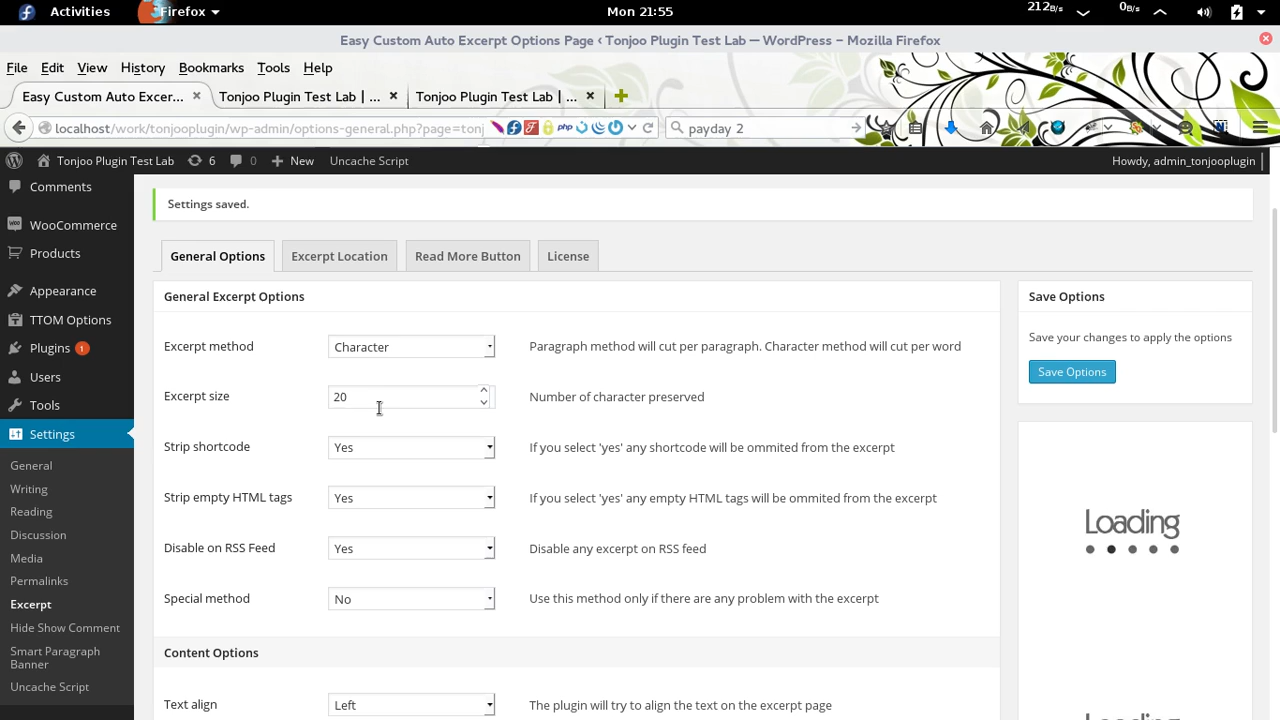 Activities Firefox Mon 21:55 212B/s 0B/s
Easy Custom Auto Excerpt Options Page ‹ Tonjoo Plugin Test Lab — WordPress – Mozilla Firefox
File Edit View History Bookmarks Tools Help
Easy Custom Auto Excer... Tonjoo Plugin Test Lab | ... Tonjoo Plugin Test Lab | ...
localhost/work/tonjooplugin/wp-admin/options-general.php?page=tonj php payday 2
Tonjoo Plugin Test Lab 6 0 New Uncache Script Howdy, admin_tonjooplugin
Comments
WooCommerce
Products
Appearance
TTOM Options
Plugins 1
Users
Tools
Settings
General
Writing
Reading
Discussion
Media
Permalinks
Excerpt
Hide Show Comment
Smart Paragraph
Banner
Uncache Script
Settings saved.
General Options Excerpt Location Read More Button License
General Excerpt Options
Excerpt method Character Paragraph method will cut per paragraph. Character method will cut per word
Excerpt size 20 Number of character preserved
Strip shortcode Yes If you select 'yes' any shortcode will be ommited from the excerpt
Strip empty HTML tags Yes If you select 'yes' any empty HTML tags will be ommited from the excerpt
Disable on RSS Feed Yes Disable any excerpt on RSS feed
Special method No Use this method only if there are any problem with the excerpt
Content Options
Text align Left The plugin will try to align the text on the excerpt page
Save Options
Save your changes to apply the options
Save Options
Loading